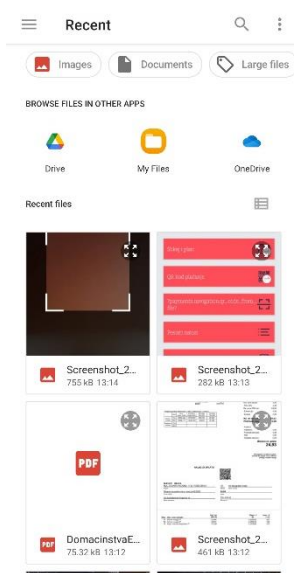 Recent
Images
Documents
Large files
BROWSE FILES IN OTHER APPS
Drive
My Files
OneDrive
Recent files
Screenshot_2...
755 kB 13:14
Screenshot_2...
282 kB 13:13
PDF
PDF
DomacinstvaE...
75.32 kB 13:12
Screenshot_2...
461 kB 13:12